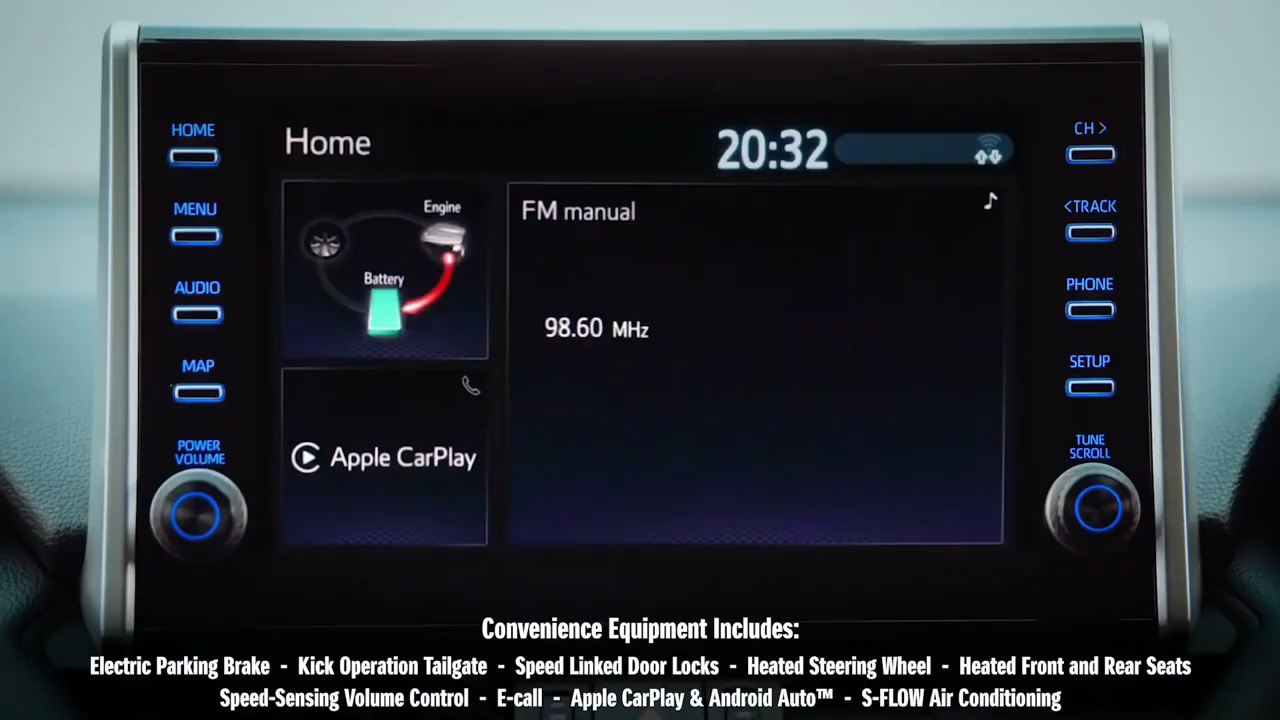 HOME
MENU
AUDIO
MAP
POWER
VOLUME
Home
20:32
Engine
Battery
Apple CarPlay
FM manual
98.60 MHz
CH >
<TRACK
PHONE
SETUP
TUNE
SCROLL
Convenience Equipment Includes:
Electric Parking Brake - Kick Operation Tailgate - Speed Linked Door Locks - Heated Steering Wheel - Heated Front and Rear Seats
Speed-Sensing Volume Control - E-call - Apple CarPlay & Android Auto™ - S-FLOW Air Conditioning